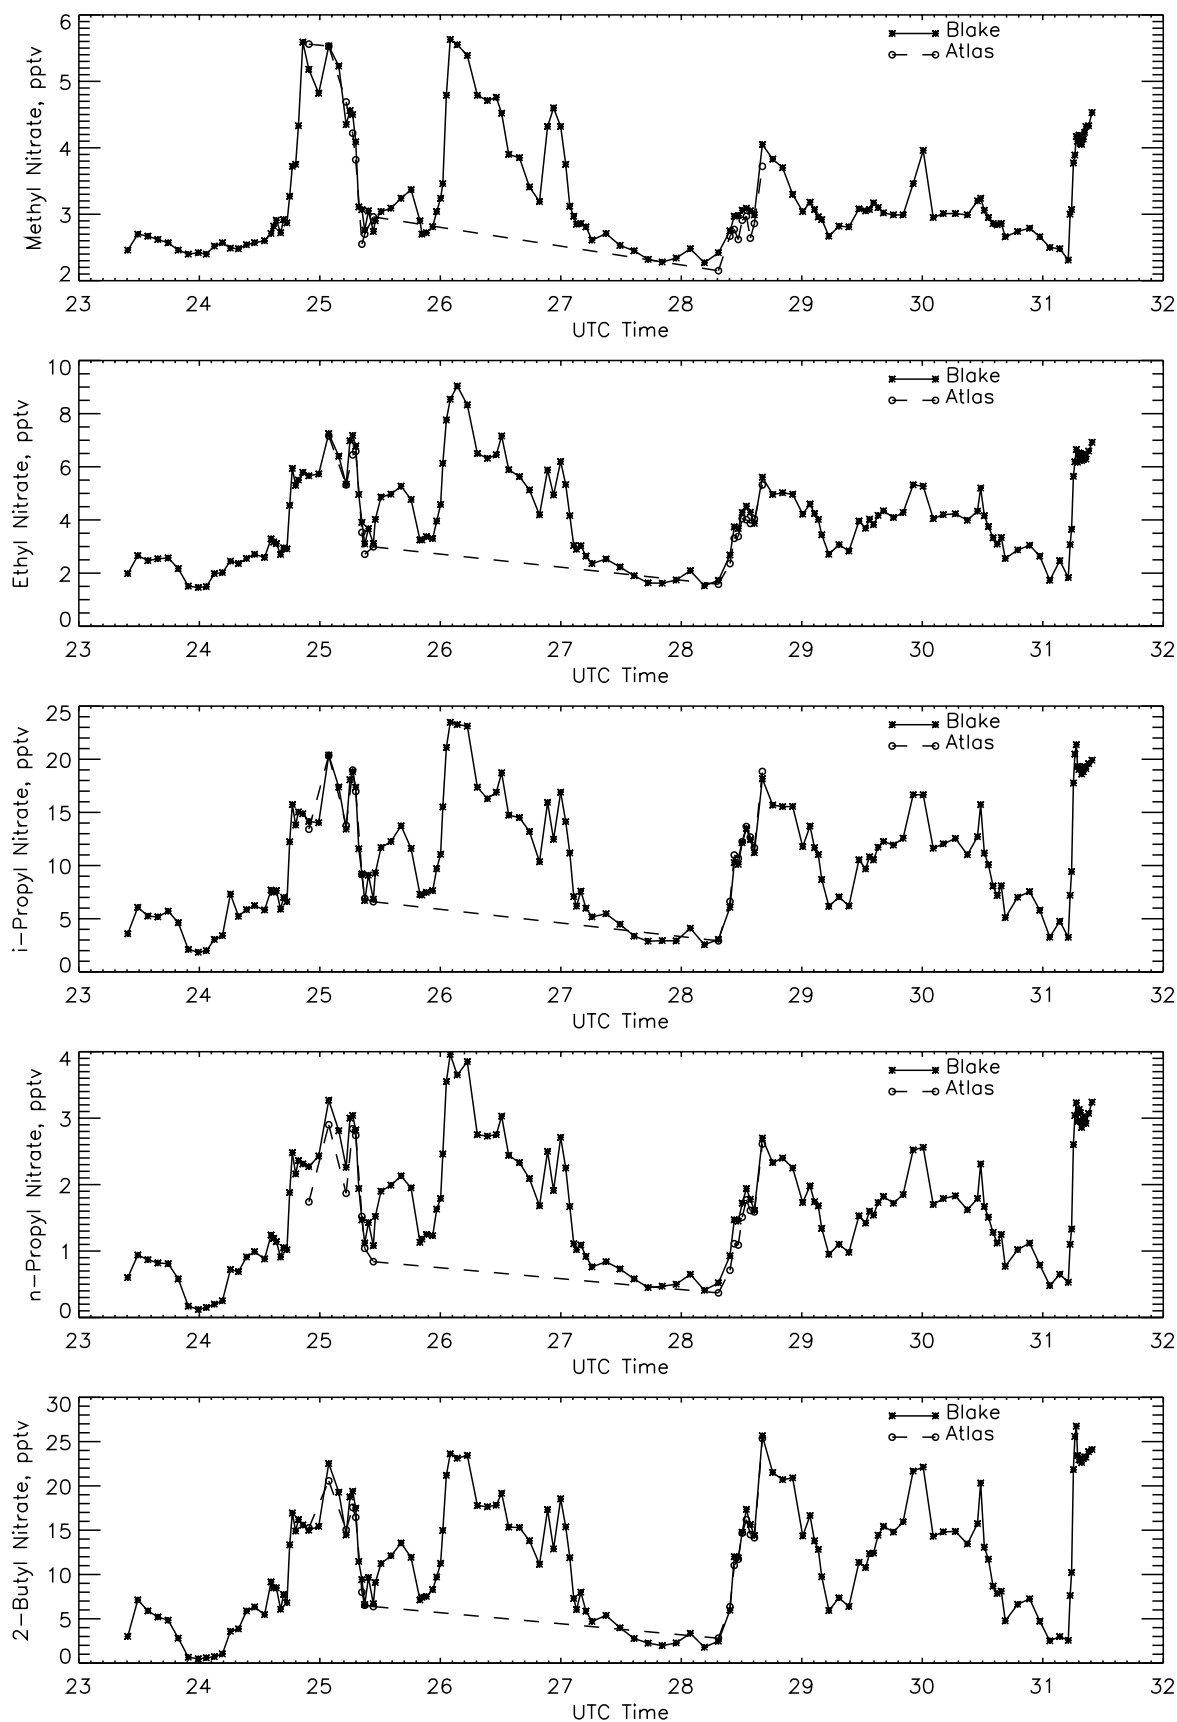 6
5
4
3
2
Methyl Nitrate, pptv
Blake
Atlas
23 24 25 26 27 28 29 30 31 32
UTC Time
10
8
6
4
2
0
Ethyl Nitrate, pptv
Blake
Atlas
23 24 25 26 27 28 29 30 31 32
UTC Time
25
20
15
10
5
0
i-Propyl Nitrate, pptv
Blake
Atlas
23 24 25 26 27 28 29 30 31 32
UTC Time
4
3
2
1
0
n-Propyl Nitrate, pptv
Blake
Atlas
23 24 25 26 27 28 29 30 31 32
UTC Time
30
25
20
15
10
5
0
2-Butyl Nitrate, pptv
Blake
Atlas
23 24 25 26 27 28 29 30 31 32
UTC Time